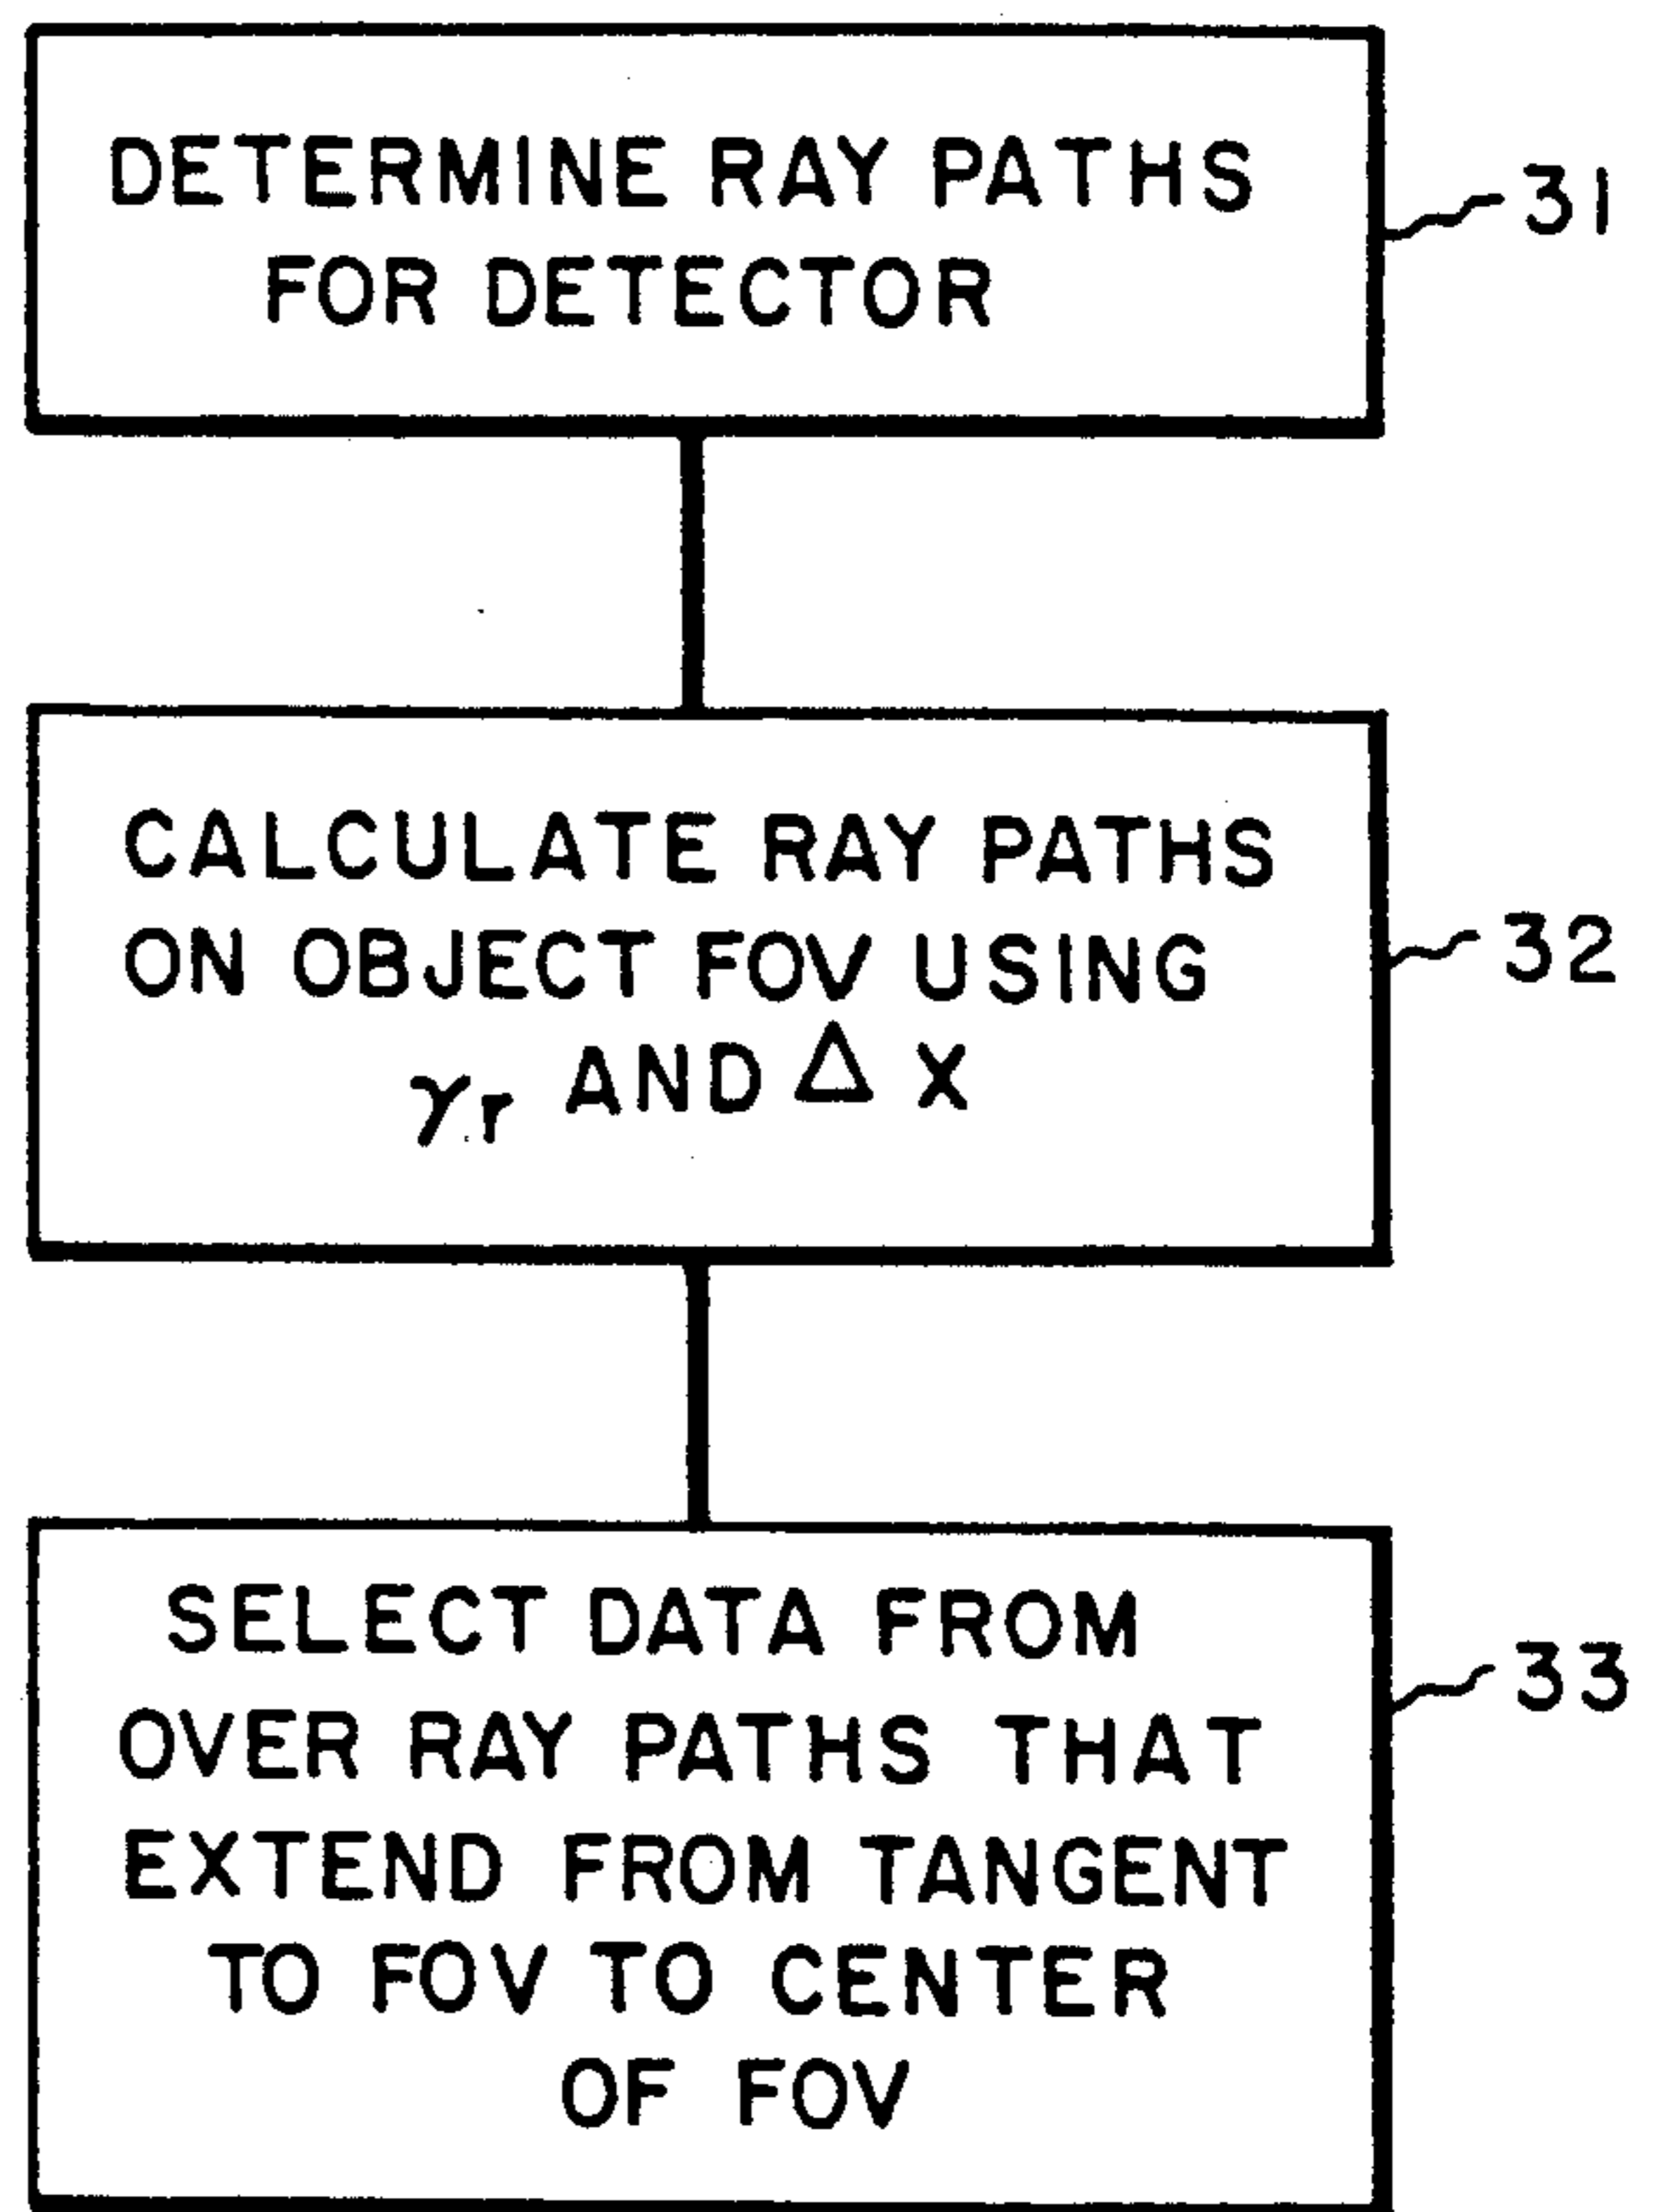 DETERMINE RAY PATHS
FOR DETECTOR
31
CALCULATE RAY PATHS
ON OBJECT FOV USING
γr AND Δ X
32
SELECT DATA FROM
OVER RAY PATHS THAT
EXTEND FROM TANGENT
TO FOV TO CENTER
OF FOV
33